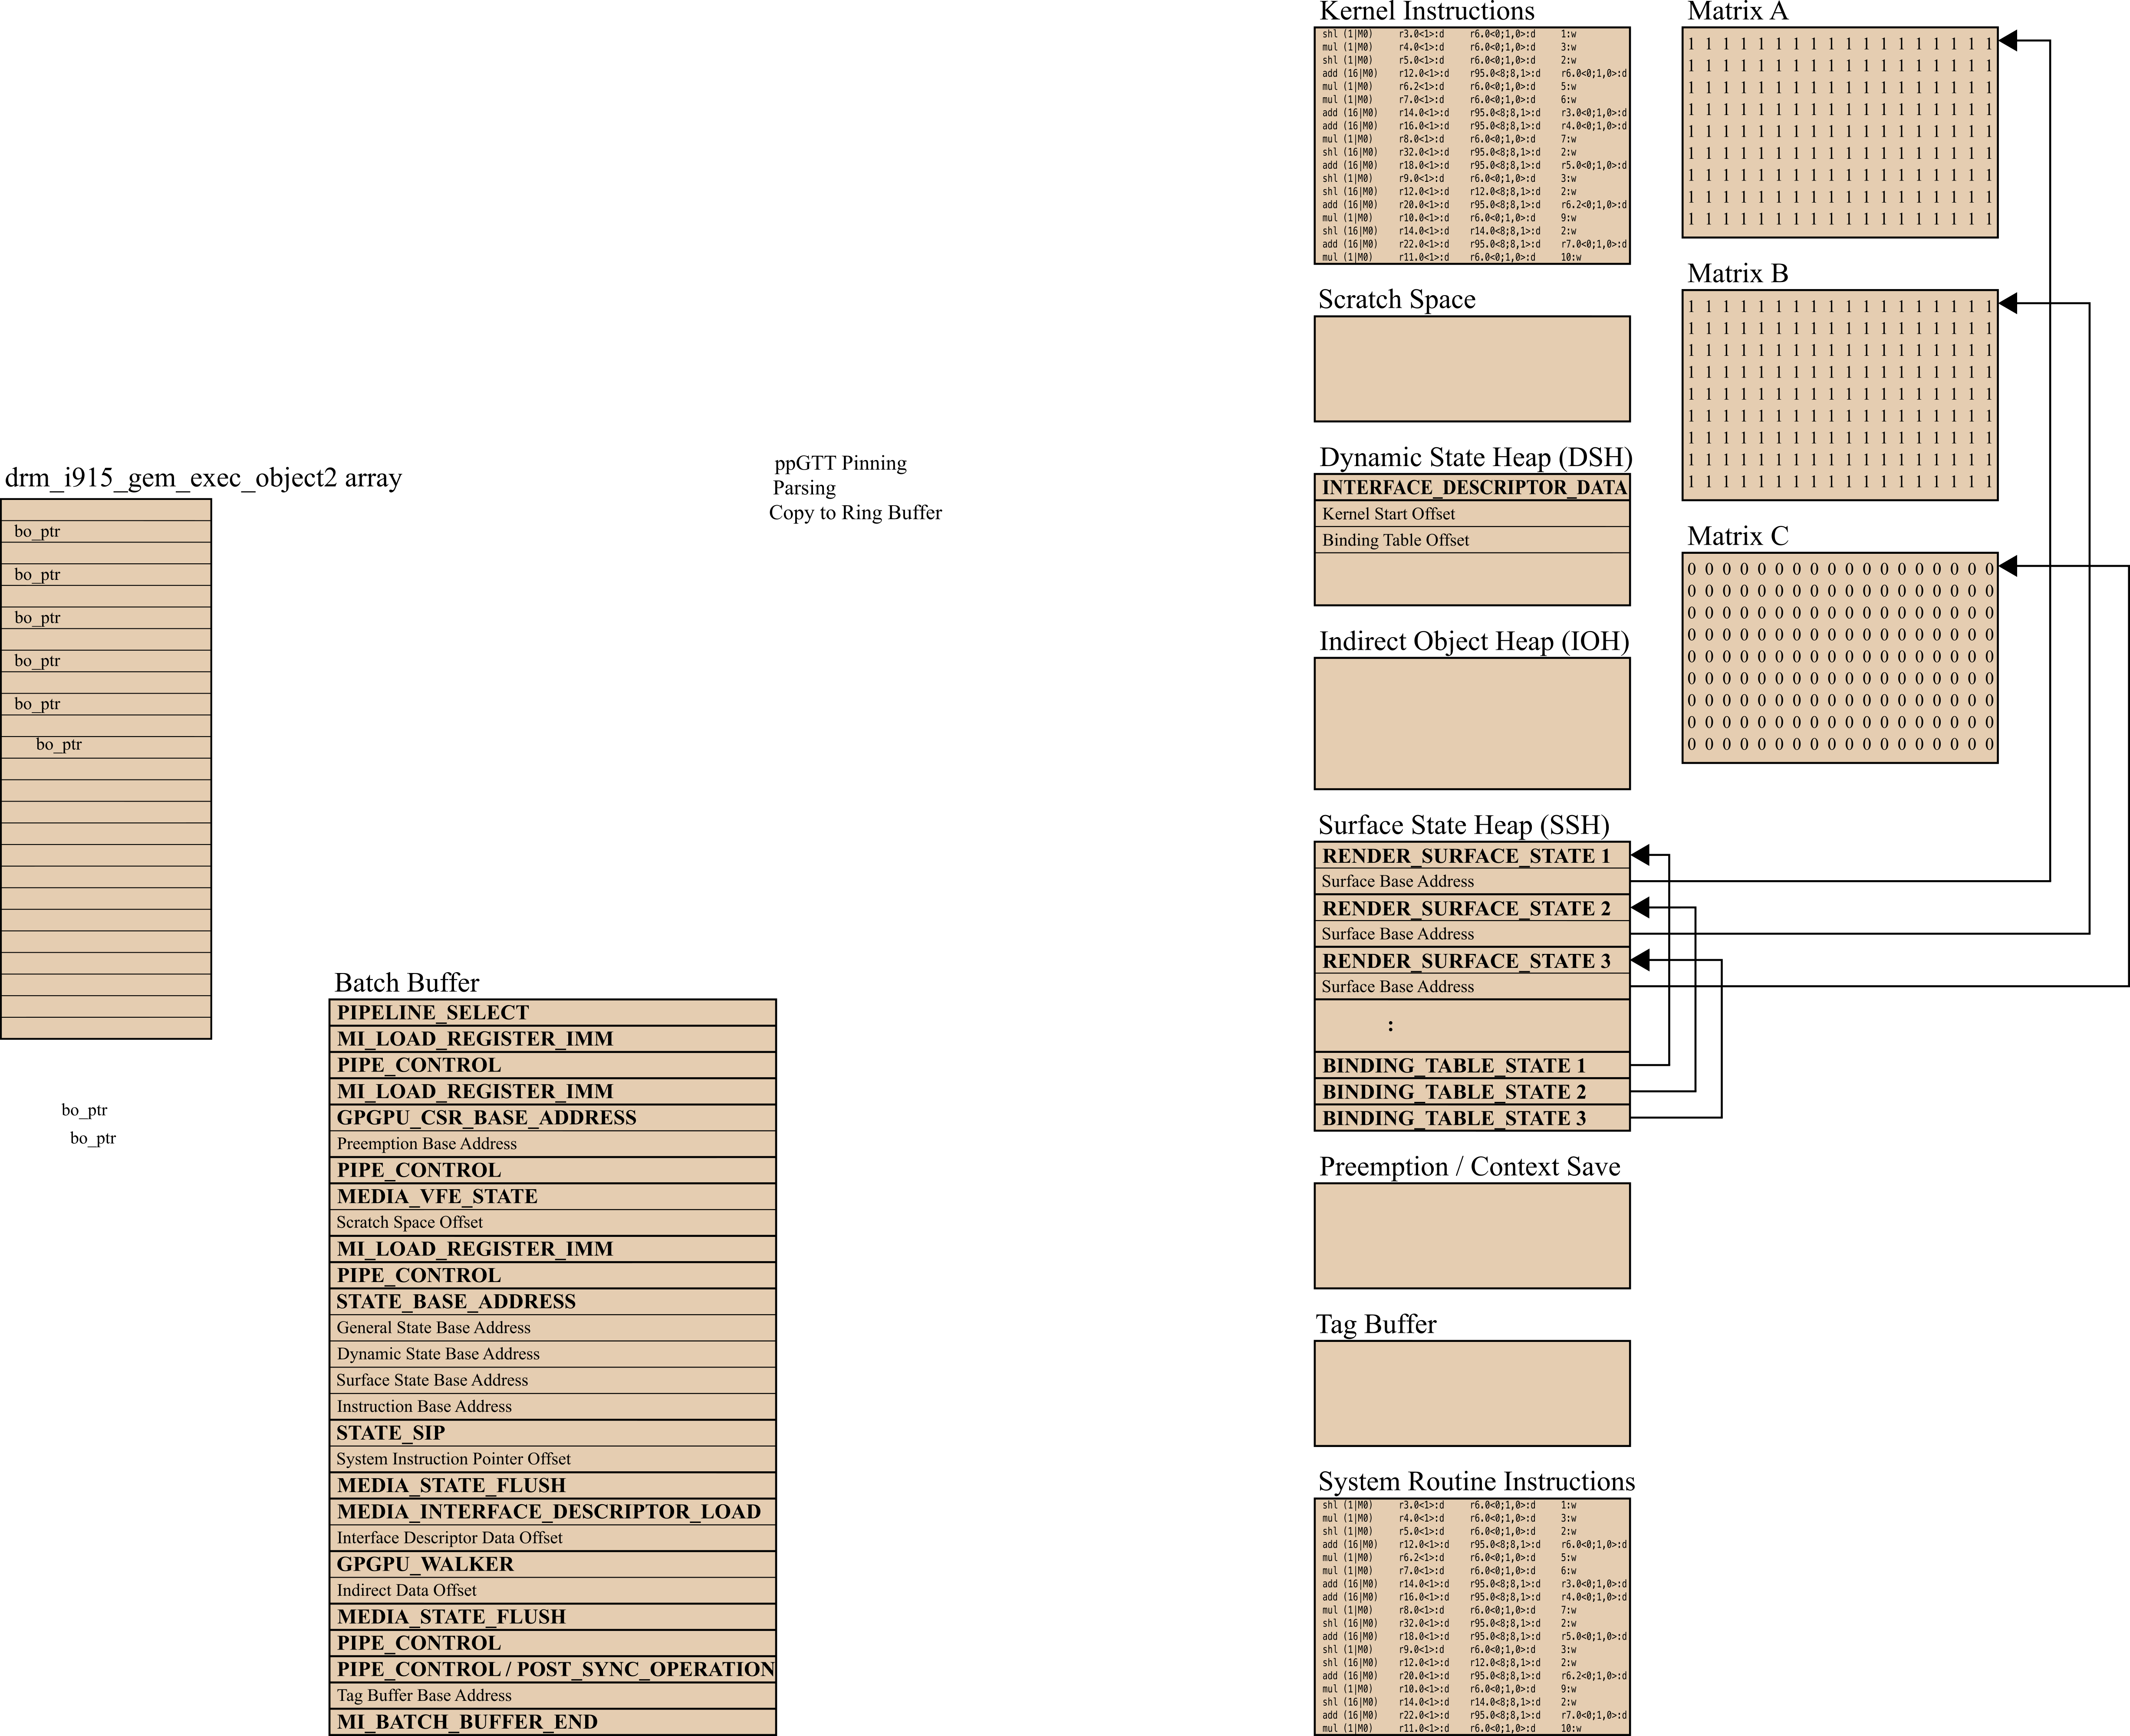 drm_i915_gem_exec_object2 array
bo_ptr
bo_ptr
bo_ptr
bo_ptr
bo_ptr
bo_ptr
bo_ptr
bo_ptr
ppGTT Pinning
Parsing
Copy to Ring Buffer
Batch Buffer
PIPELINE_SELECT
MI_LOAD_REGISTER_IMM
PIPE_CONTROL
MI_LOAD_REGISTER_IMM
GPGPU_CSR_BASE_ADDRESS
Preemption Base Address
PIPE_CONTROL
MEDIA_VFE_STATE
Scratch Space Offset
MI_LOAD_REGISTER_IMM
PIPE_CONTROL
STATE_BASE_ADDRESS
General State Base Address
Dynamic State Base Address
Surface State Base Address
Instruction Base Address
STATE_SIP
System Instruction Pointer Offset
MEDIA_STATE_FLUSH
MEDIA_INTERFACE_DESCRIPTOR_LOAD
Interface Descriptor Data Offset
GPGPU_WALKER
Indirect Data Offset
MEDIA_STATE_FLUSH
PIPE_CONTROL
PIPE_CONTROL / POST_SYNC_OPERATION
Tag Buffer Base Address
MI_BATCH_BUFFER_END
Kernel Instructions
shl (1|M0) r3.0<1>:d r6.0<0;1,0>:d 1:w
mul (1|M0) r4.0<1>:d r6.0<0;1,0>:d 3:w
shl (1|M0) r5.0<1>:d r6.0<0;1,0>:d 2:w
add (16|M0) r12.0<1>:d r95.0<8;8,1>:d r6.0<0;1,0>:d
mul (1|M0) r6.2<1>:d r6.0<0;1,0>:d 5:w
mul (1|M0) r7.0<1>:d r6.0<0;1,0>:d 6:w
add (16|M0) r14.0<1>:d r95.0<8;8,1>:d r3.0<0;1,0>:d
add (16|M0) r16.0<1>:d r95.0<8;8,1>:d r4.0<0;1,0>:d
mul (1|M0) r8.0<1>:d r6.0<0;1,0>:d 7:w
shl (16|M0) r32.0<1>:d r95.0<8;8,1>:d 2:w
add (16|M0) r18.0<1>:d r95.0<8;8,1>:d r5.0<0;1,0>:d
shl (1|M0) r9.0<1>:d r6.0<0;1,0>:d 3:w
shl (16|M0) r12.0<1>:d r12.0<8;8,1>:d 2:w
add (16|M0) r20.0<1>:d r95.0<8;8,1>:d r6.2<0;1,0>:d
mul (1|M0) r10.0<1>:d r6.0<0;1,0>:d 9:w
shl (16|M0) r14.0<1>:d r14.0<8;8,1>:d 2:w
add (16|M0) r22.0<1>:d r95.0<8;8,1>:d r7.0<0;1,0>:d
mul (1|M0) r11.0<1>:d r6.0<0;1,0>:d 10:w
Scratch Space
Dynamic State Heap (DSH)
INTERFACE_DESCRIPTOR_DATA
Kernel Start Offset
Binding Table Offset
Indirect Object Heap (IOH)
Surface State Heap (SSH)
RENDER_SURFACE_STATE 1
Surface Base Address
RENDER_SURFACE_STATE 2
Surface Base Address
RENDER_SURFACE_STATE 3
Surface Base Address
:
BINDING_TABLE_STATE 1
BINDING_TABLE_STATE 2
BINDING_TABLE_STATE 3
Preemption / Context Save
Tag Buffer
System Routine Instructions
shl (1|M0) r3.0<1>:d r6.0<0;1,0>:d 1:w
mul (1|M0) r4.0<1>:d r6.0<0;1,0>:d 3:w
shl (1|M0) r5.0<1>:d r6.0<0;1,0>:d 2:w
add (16|M0) r12.0<1>:d r95.0<8;8,1>:d r6.0<0;1,0>:d
mul (1|M0) r6.2<1>:d r6.0<0;1,0>:d 5:w
mul (1|M0) r7.0<1>:d r6.0<0;1,0>:d 6:w
add (16|M0) r14.0<1>:d r95.0<8;8,1>:d r3.0<0;1,0>:d
add (16|M0) r16.0<1>:d r95.0<8;8,1>:d r4.0<0;1,0>:d
mul (1|M0) r8.0<1>:d r6.0<0;1,0>:d 7:w
shl (16|M0) r32.0<1>:d r95.0<8;8,1>:d 2:w
add (16|M0) r18.0<1>:d r95.0<8;8,1>:d r5.0<0;1,0>:d
shl (1|M0) r9.0<1>:d r6.0<0;1,0>:d 3:w
shl (16|M0) r12.0<1>:d r12.0<8;8,1>:d 2:w
add (16|M0) r20.0<1>:d r95.0<8;8,1>:d r6.2<0;1,0>:d
mul (1|M0) r10.0<1>:d r6.0<0;1,0>:d 9:w
shl (16|M0) r14.0<1>:d r14.0<8;8,1>:d 2:w
add (16|M0) r22.0<1>:d r95.0<8;8,1>:d r7.0<0;1,0>:d
mul (1|M0) r11.0<1>:d r6.0<0;1,0>:d 10:w
Matrix A
1 1 1 1 1 1 1 1 1 1 1 1 1 1 1 1 1 1
1 1 1 1 1 1 1 1 1 1 1 1 1 1 1 1 1 1
1 1 1 1 1 1 1 1 1 1 1 1 1 1 1 1 1 1
1 1 1 1 1 1 1 1 1 1 1 1 1 1 1 1 1 1
1 1 1 1 1 1 1 1 1 1 1 1 1 1 1 1 1 1
1 1 1 1 1 1 1 1 1 1 1 1 1 1 1 1 1 1
1 1 1 1 1 1 1 1 1 1 1 1 1 1 1 1 1 1
1 1 1 1 1 1 1 1 1 1 1 1 1 1 1 1 1 1
1 1 1 1 1 1 1 1 1 1 1 1 1 1 1 1 1 1
Matrix B
1 1 1 1 1 1 1 1 1 1 1 1 1 1 1 1 1 1
1 1 1 1 1 1 1 1 1 1 1 1 1 1 1 1 1 1
1 1 1 1 1 1 1 1 1 1 1 1 1 1 1 1 1 1
1 1 1 1 1 1 1 1 1 1 1 1 1 1 1 1 1 1
1 1 1 1 1 1 1 1 1 1 1 1 1 1 1 1 1 1
1 1 1 1 1 1 1 1 1 1 1 1 1 1 1 1 1 1
1 1 1 1 1 1 1 1 1 1 1 1 1 1 1 1 1 1
1 1 1 1 1 1 1 1 1 1 1 1 1 1 1 1 1 1
1 1 1 1 1 1 1 1 1 1 1 1 1 1 1 1 1 1
Matrix C
0 0 0 0 0 0 0 0 0 0 0 0 0 0 0 0 0 0
0 0 0 0 0 0 0 0 0 0 0 0 0 0 0 0 0 0
0 0 0 0 0 0 0 0 0 0 0 0 0 0 0 0 0 0
0 0 0 0 0 0 0 0 0 0 0 0 0 0 0 0 0 0
0 0 0 0 0 0 0 0 0 0 0 0 0 0 0 0 0 0
0 0 0 0 0 0 0 0 0 0 0 0 0 0 0 0 0 0
0 0 0 0 0 0 0 0 0 0 0 0 0 0 0 0 0 0
0 0 0 0 0 0 0 0 0 0 0 0 0 0 0 0 0 0
0 0 0 0 0 0 0 0 0 0 0 0 0 0 0 0 0 0